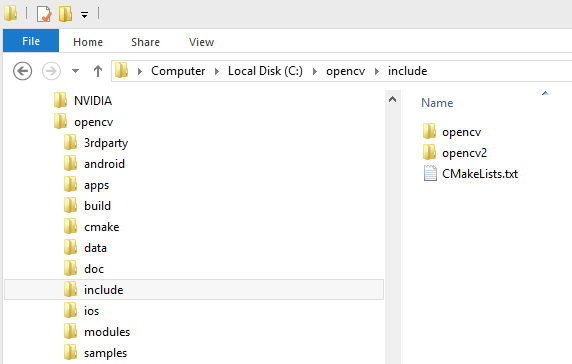 File Home Share View
Computer Local Disk (C:) opencv include
NVIDIA
opencv
3rdparty
android
apps
build
cmake
data
doc
include
ios
modules
samples
Name
opencv
opencv2
CMakeLists.txt